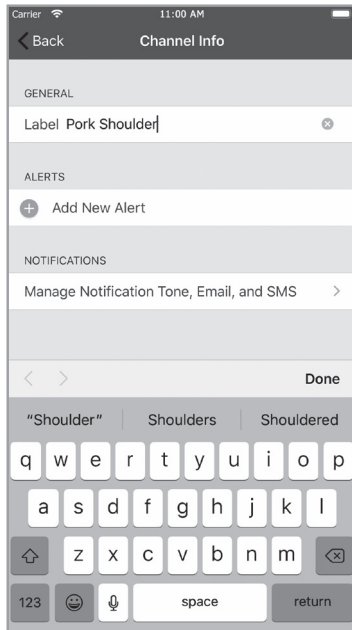 Carrier 11:00 AM
Back Channel Info
GENERAL
Label Pork Shoulder
ALERTS
Add New Alert
NOTIFICATIONS
Manage Notification Tone, Email, and SMS
Done
“Shoulder” Shoulders Shouldered
q w e r t y u i o p
a s d f g h j k l
z x c v b n m
123 space return